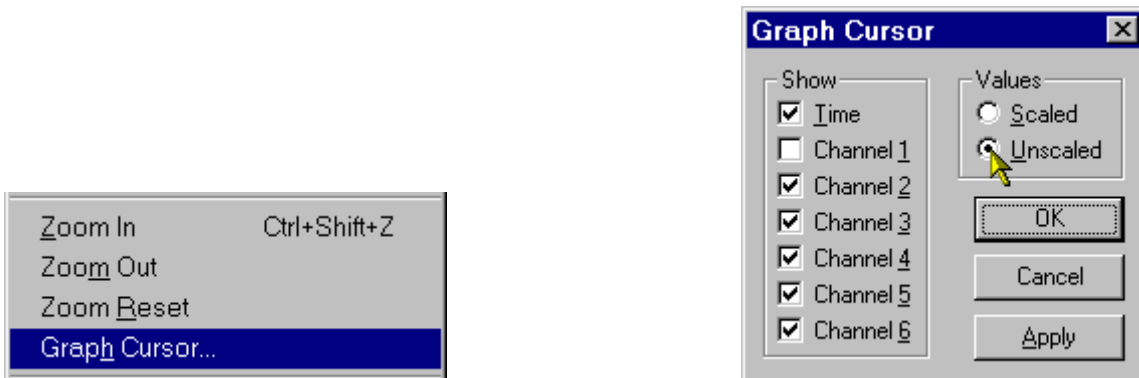 Zoom In Ctrl+Shift+Z
Zoom Out
Zoom Reset
Graph Cursor...
Graph Cursor
Show
Time
Channel 1
Channel 2
Channel 3
Channel 4
Channel 5
Channel 6
Values
Scaled
Unscaled
OK
Cancel
Apply